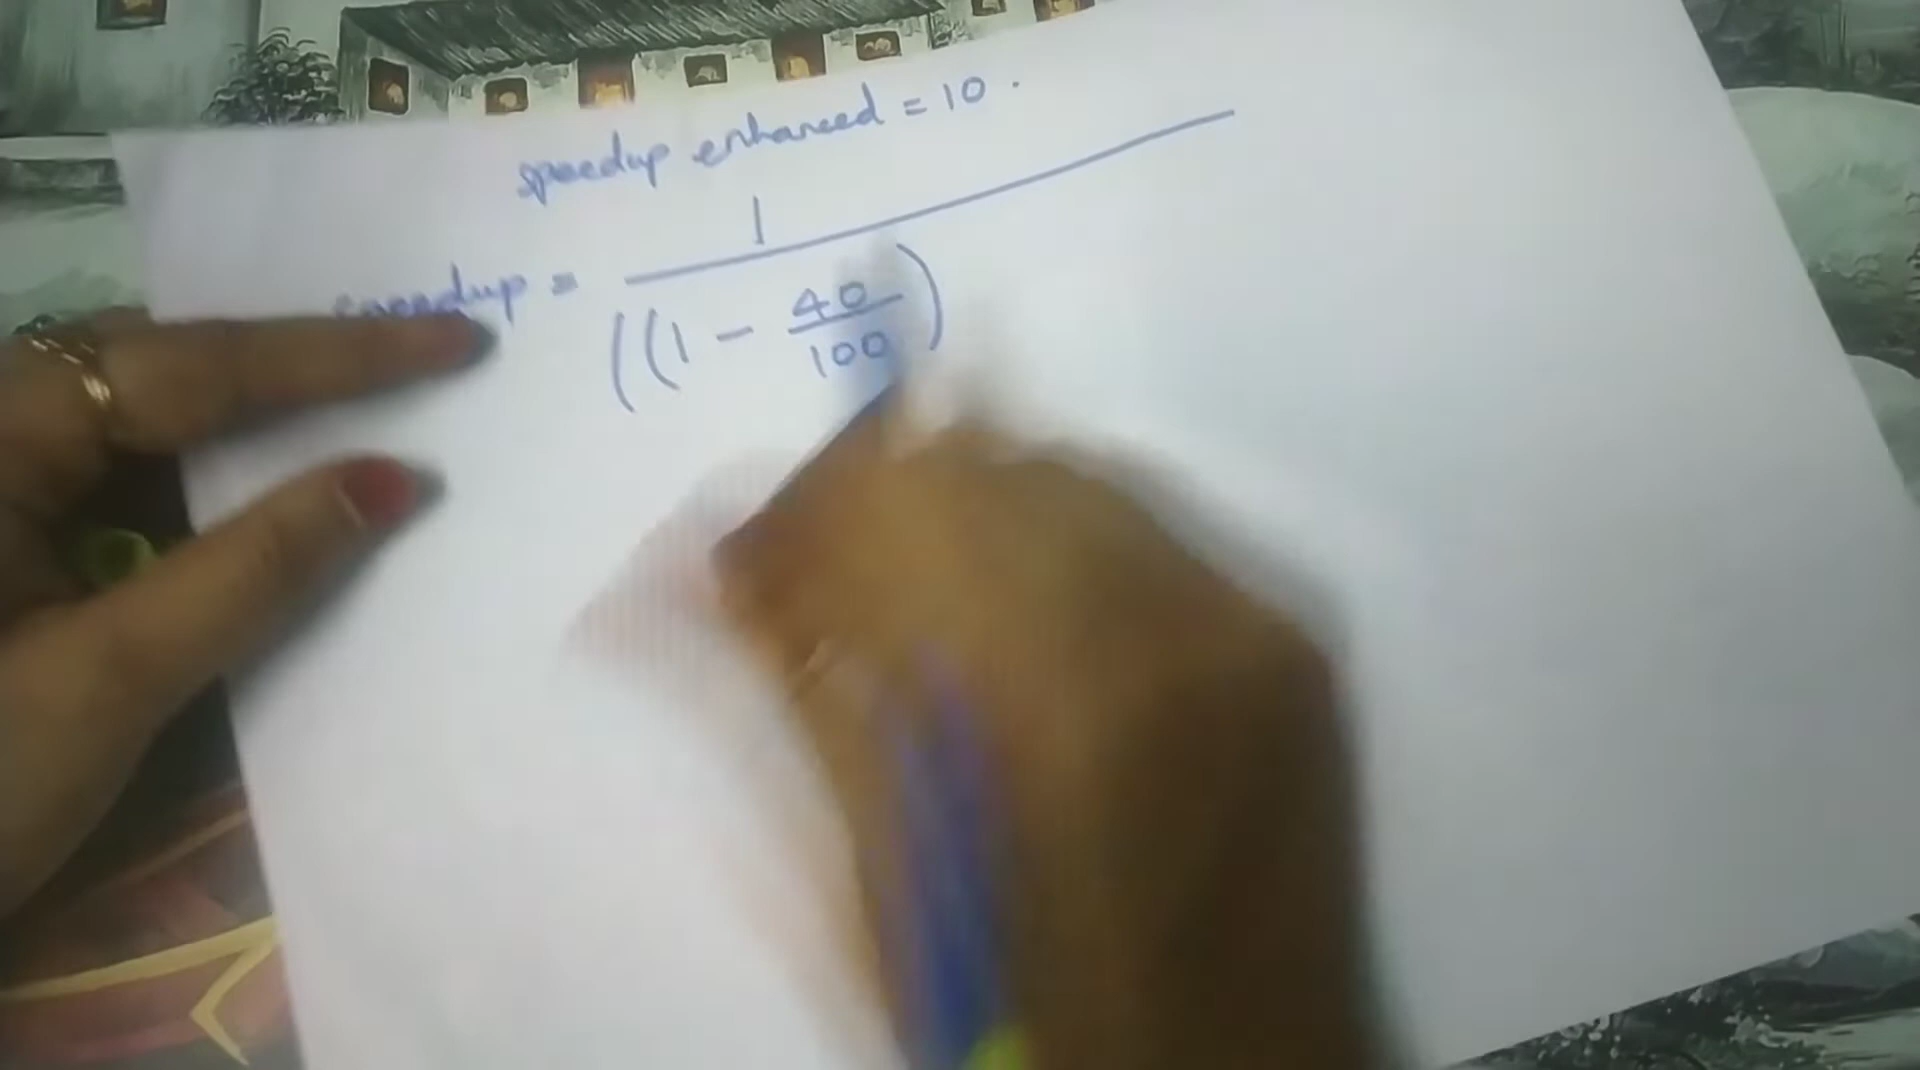 speedup enhanced = 10.
speedup = 1
((1 - 40/100)